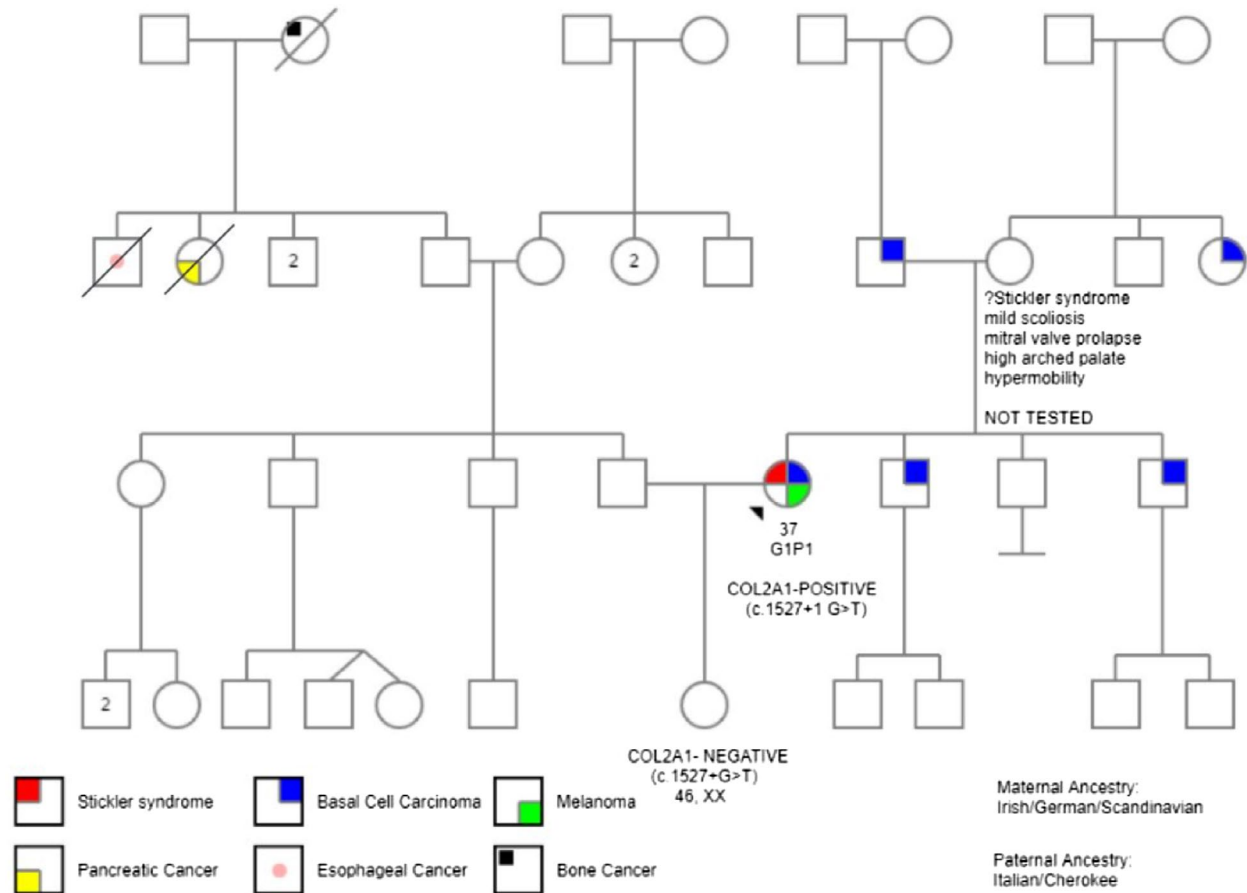 2
2
?Stickler syndrome
mild scoliosis
mitral valve prolapse
high arched palate
hypermobility
NOT TESTED
37
G1P1
COL2A1-POSITIVE
(c.1527+1 G>T)
2
COL2A1- NEGATIVE
(c.1527+G>T)
46, XX
Stickler syndrome
Basal Cell Carcinoma
Melanoma
Maternal Ancestry:
Irish/German/Scandinavian
Pancreatic Cancer
Esophageal Cancer
Bone Cancer
Paternal Ancestry:
Italian/Cherokee